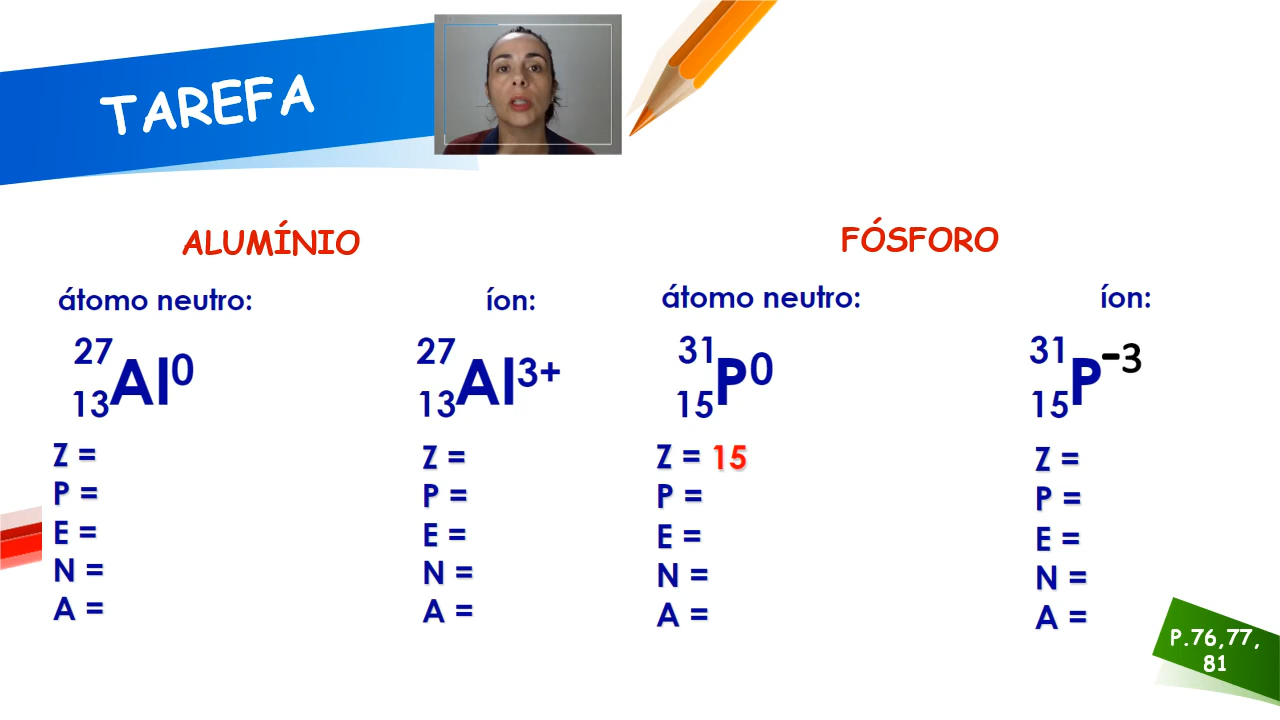 TAREFA
ALUMÍNIO
átomo neutro:
íon:
27
13Al0
27
13Al3+
Z =
P =
E =
N =
A =
Z =
P =
E =
N =
A =
FÓSFORO
átomo neutro:
íon:
31
15P0
31
15P-3
Z = 15
P =
E =
N =
A =
Z =
P =
E =
N =
A =
P.76,77,
81